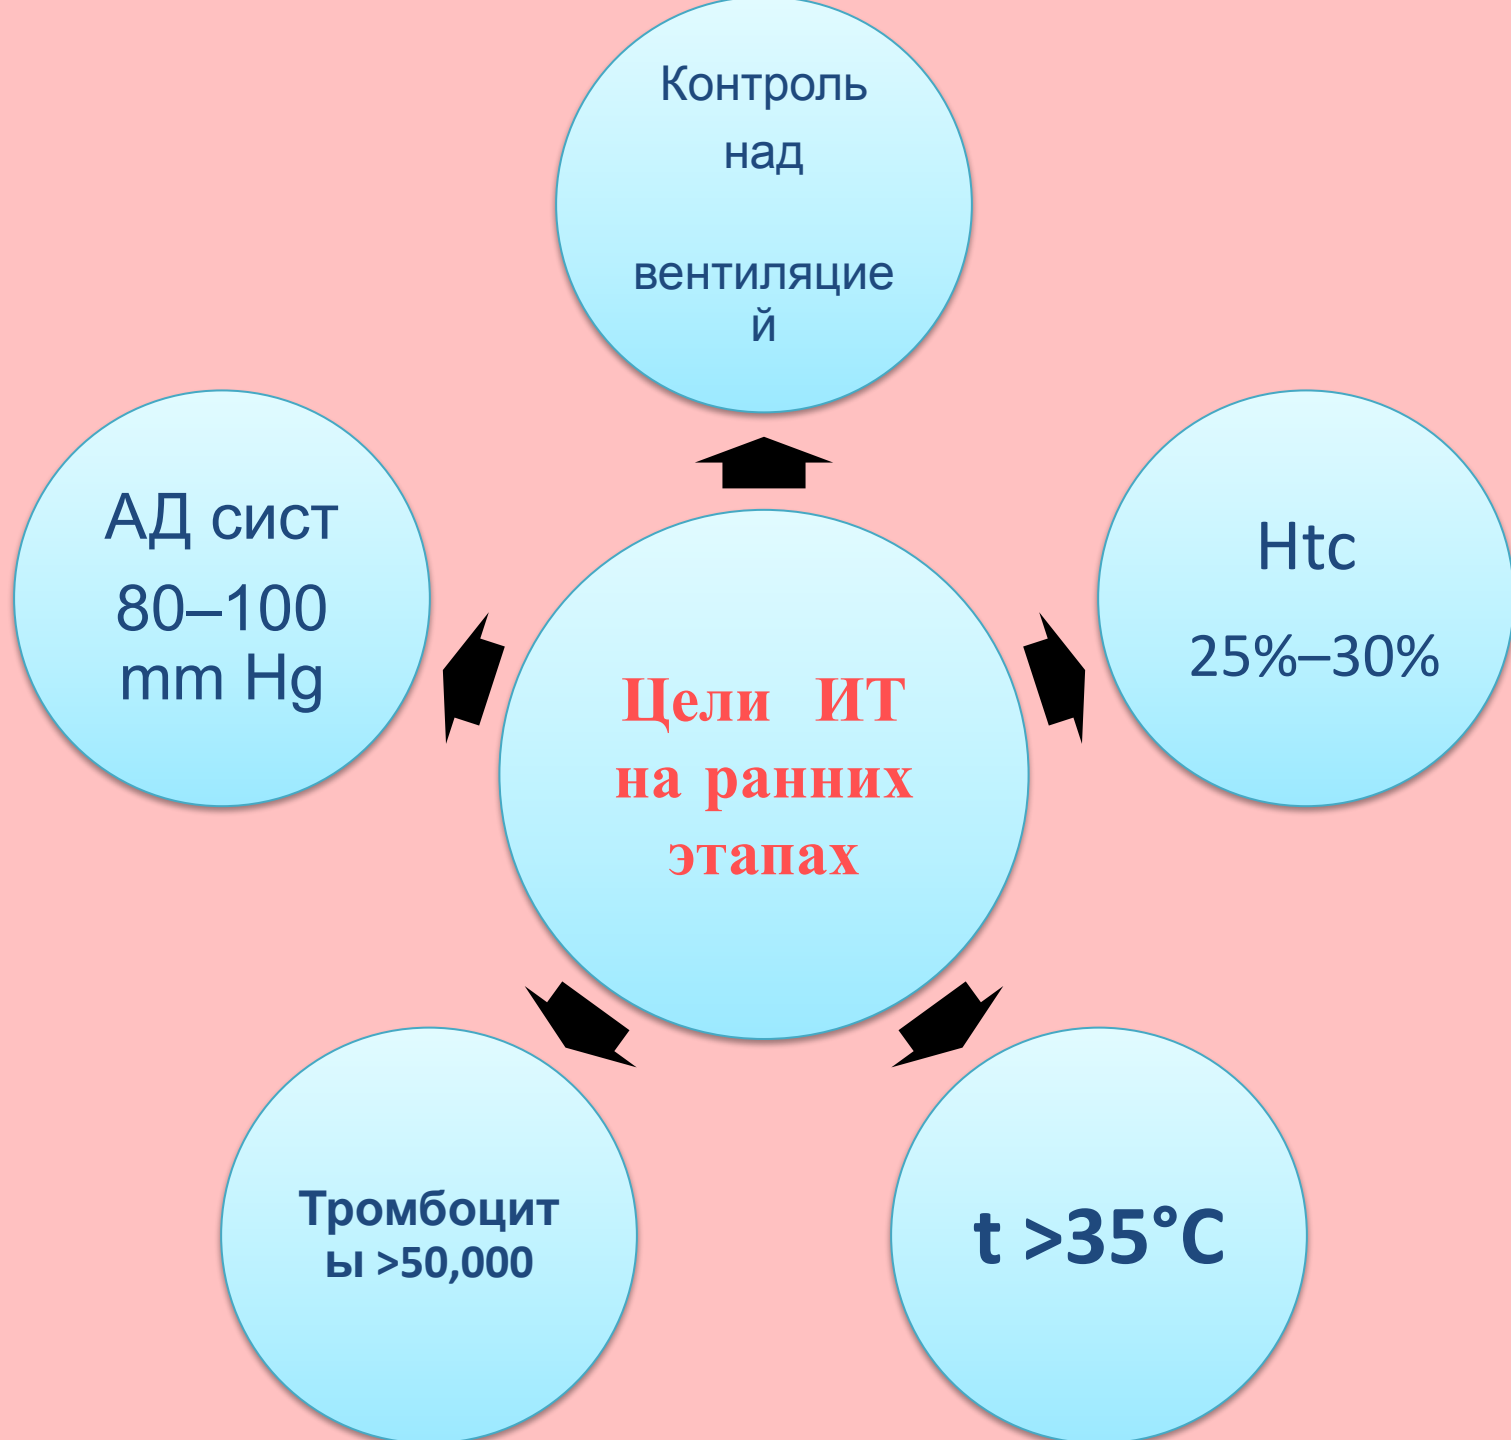 Контроль
над
вентиляцие
й
АД сист
80–100
mm Hg
Htc
25%–30%
Цели ИТ
на ранних
этапах
Тромбоцит
ы >50,000
t >35°C